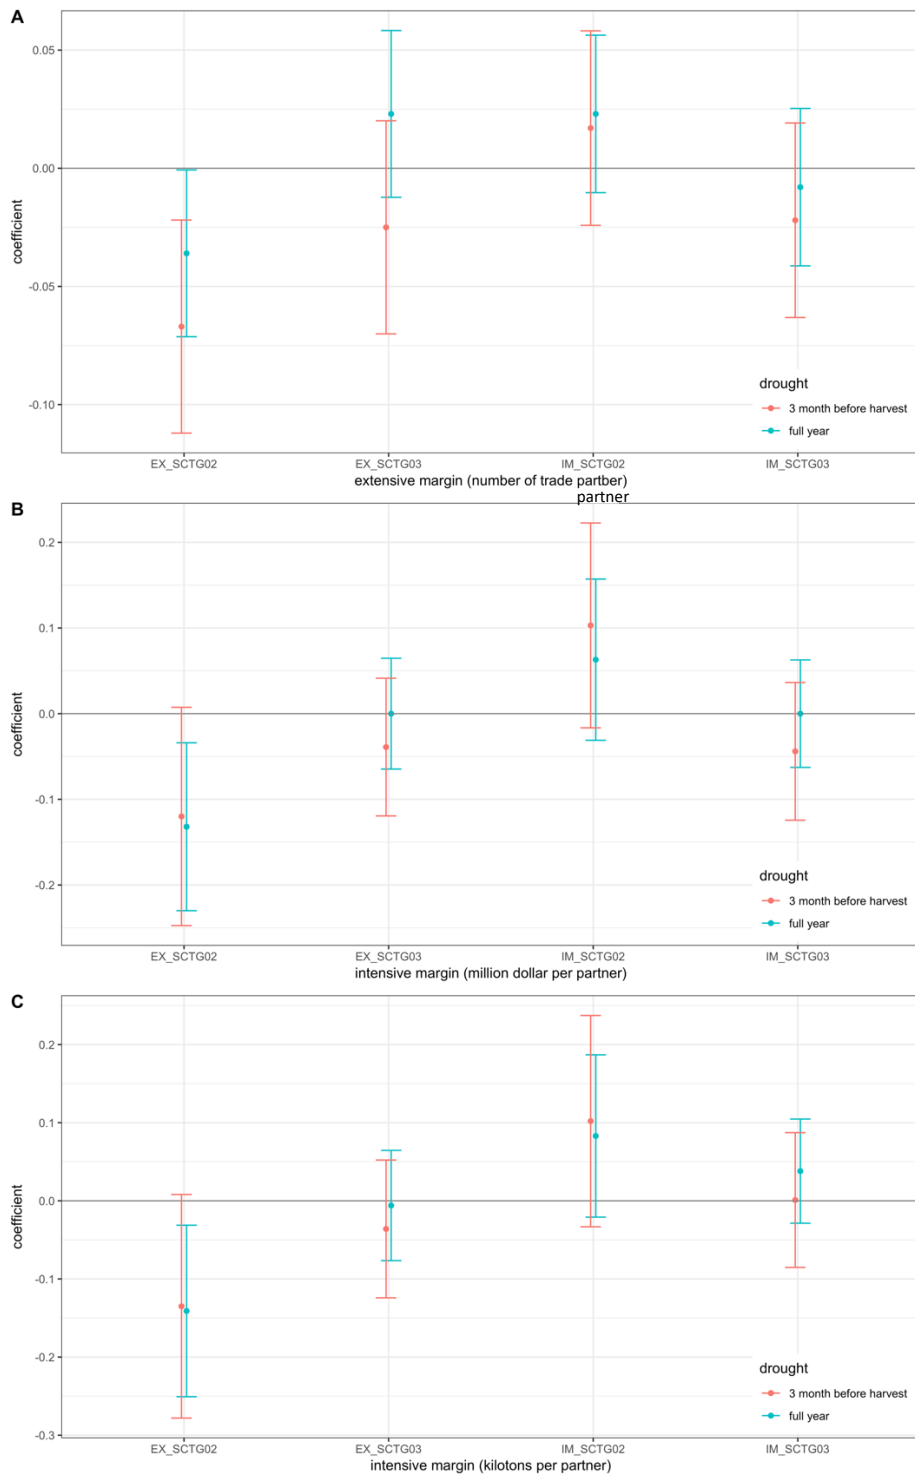 A
0.05
0.00
-0.05
-0.10
coefficient
drought
3 month before harvest
full year
EX_SCTG02 EX_SCTG03 IM_SCTG02 IM_SCTG03
extensive margin (number of trade partber)
partner
B
0.2
0.1
0.0
-0.1
-0.2
coefficient
drought
3 month before harvest
full year
EX_SCTG02 EX_SCTG03 IM_SCTG02 IM_SCTG03
intensive margin (million dollar per partner)
C
0.2
0.1
0.0
-0.1
-0.2
-0.3
coefficient
drought
3 month before harvest
full year
EX_SCTG02 EX_SCTG03 IM_SCTG02 IM_SCTG03
intensive margin (kilotons per partner)